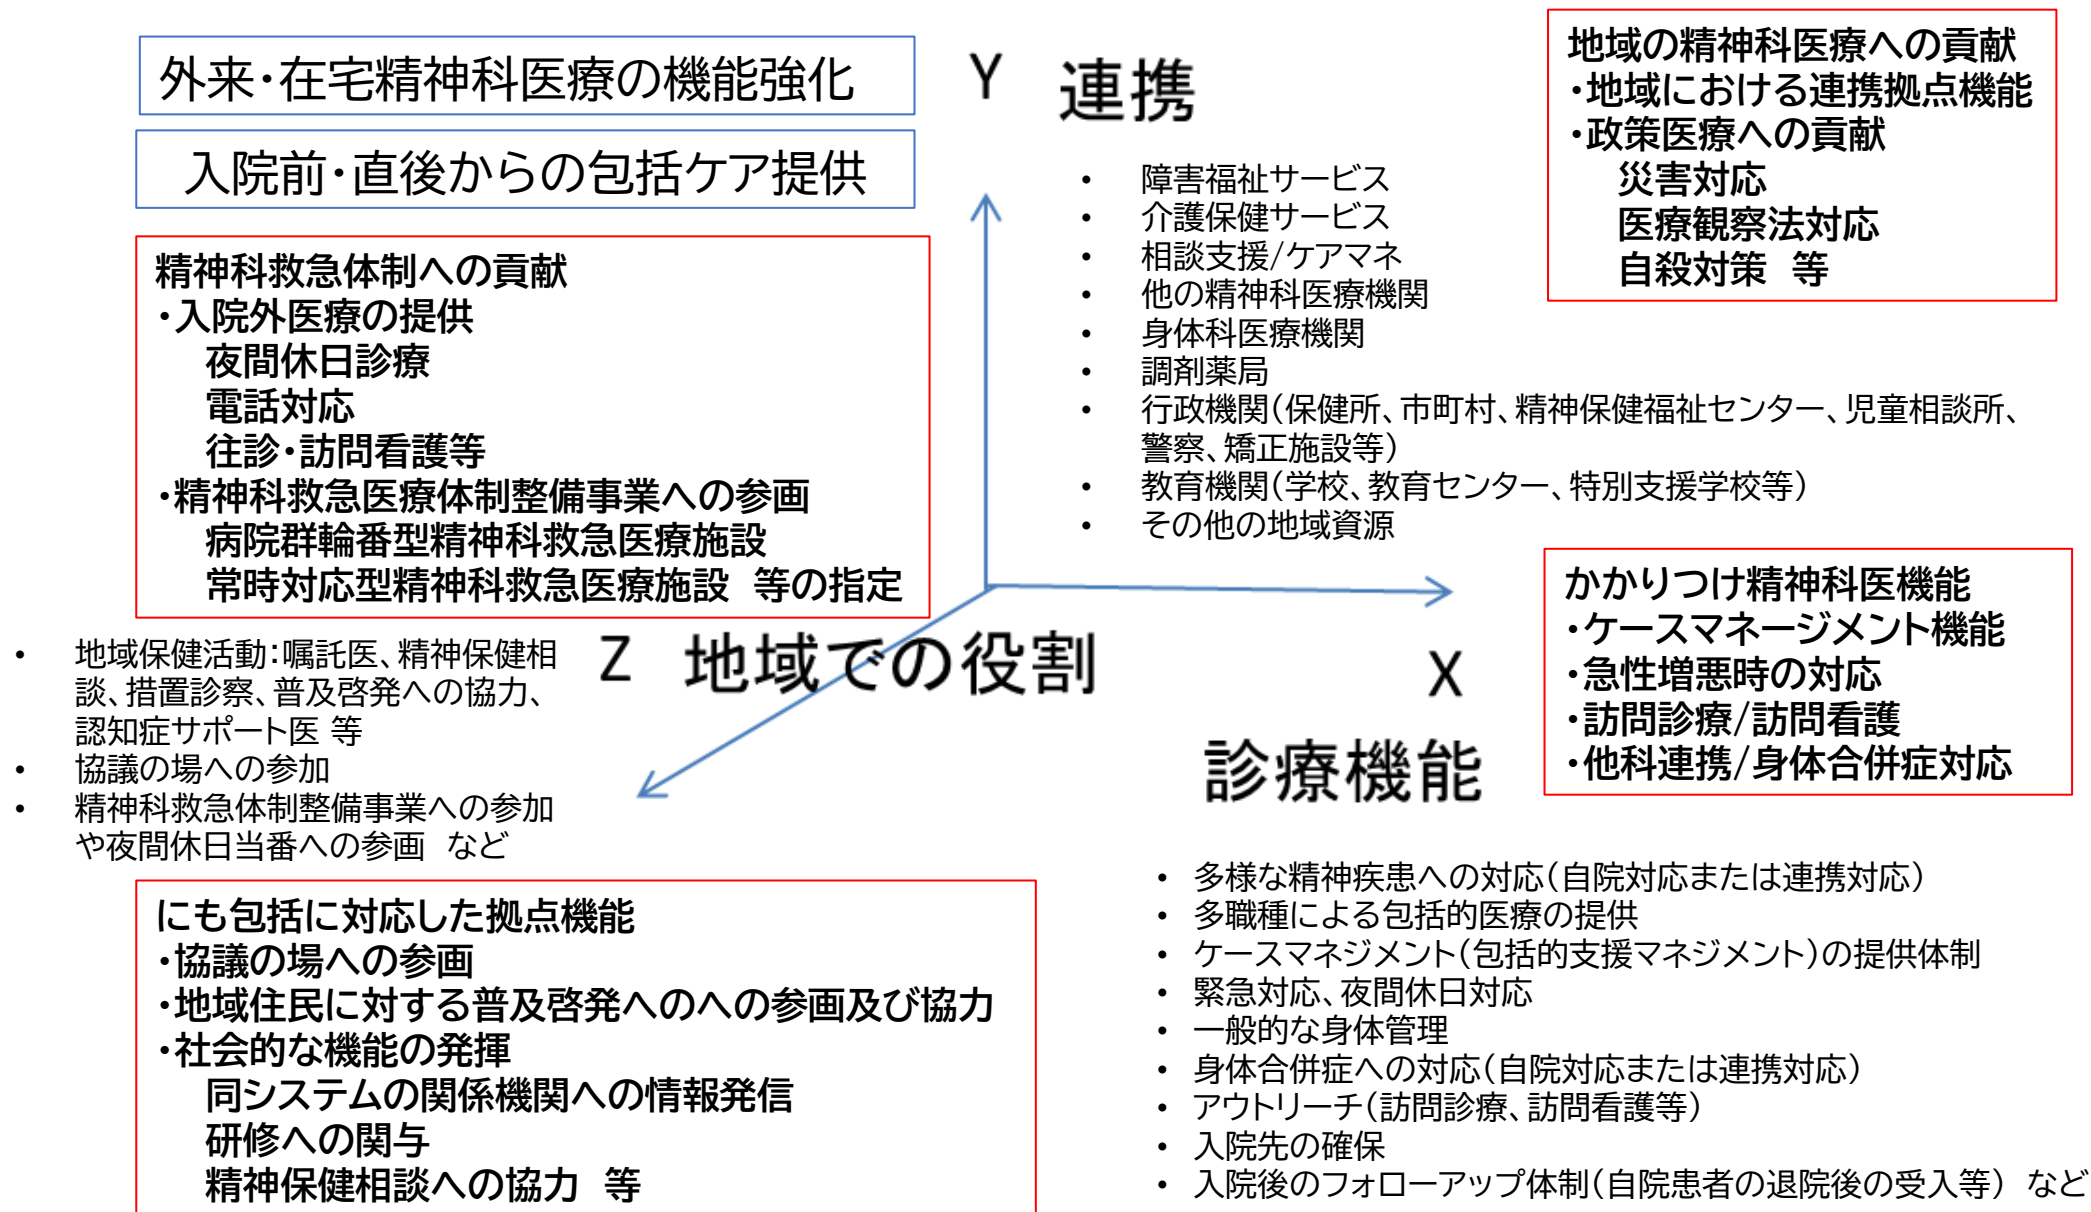 外来・在宅精神科医療の機能強化
入院前・直後からの包括ケア提供
精神科救急体制への貢献
・入院外医療の提供
夜間休日診療
電話対応
往診・訪問看護等
・精神科救急医療体制整備事業への参画
病院群輪番型精神科救急医療施設
常時対応型精神科救急医療施設 等の指定
Y 連携
• 障害福祉サービス
• 介護保健サービス
• 相談支援/ケアマネ
• 他の精神科医療機関
• 身体科医療機関
• 調剤薬局
• 行政機関(保健所、市町村、精神保健福祉センター、児童相談所、
警察、矯正施設等)
• 教育機関(学校、教育センター、特別支援学校等)
• その他の地域資源
地域の精神科医療への貢献
・地域における連携拠点機能
・政策医療への貢献
災害対応
医療観察法対応
自殺対策 等
かかりつけ精神科医機能
・ケースマネージメント機能
・急性増悪時の対応
・訪問診療/訪問看護
・他科連携/身体合併症対応
Z 地域での役割
• 地域保健活動:嘱託医、精神保健相
談、措置診察、普及啓発への協力、
認知症サポート医 等
• 協議の場への参加
• 精神科救急体制整備事業への参加
や夜間休日当番への参画 など
X
診療機能
• 多様な精神疾患への対応(自院対応または連携対応)
• 多職種による包括的医療の提供
• ケースマネジメント(包括的支援マネジメント)の提供体制
• 緊急対応、夜間休日対応
• 一般的な身体管理
• 身体合併症への対応(自院対応または連携対応)
• アウトリーチ(訪問診療、訪問看護等)
• 入院先の確保
• 入院後のフォローアップ体制(自院患者の退院後の受入等) など
にも包括に対応した拠点機能
・協議の場への参画
・地域住民に対する普及啓発へのへの参画及び協力
・社会的な機能の発揮
同システムの関係機関への情報発信
研修への関与
精神保健相談への協力 等